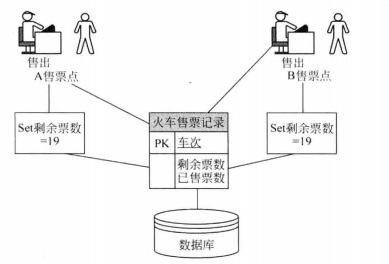 售出
A售票点
售出
B售票点
Set剩余票数
=19
火车售票记录
PK 车次
剩余票数
已售票数
Set剩余票数
=19
数据库